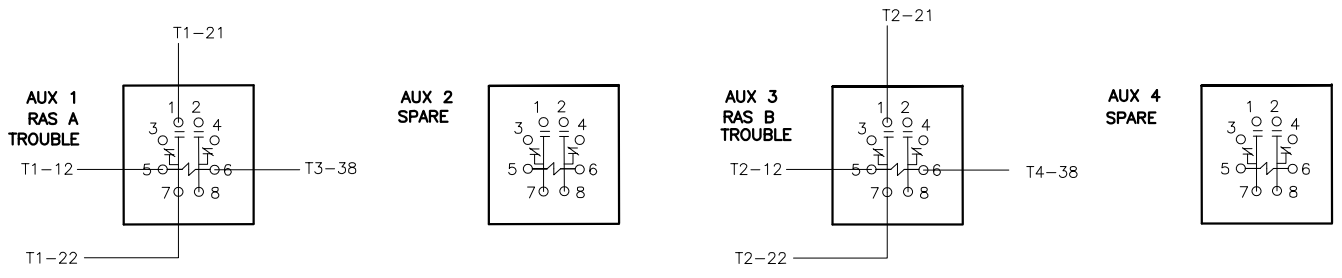 T1-21
AUX 1
RAS A
TROUBLE
1 2
3 4
5 6
7 8
T1-12
T3-38
T1-22
AUX 2
SPARE
1 2
3 4
5 6
7 8
T2-21
AUX 3
RAS B
TROUBLE
1 2
3 4
5 6
7 8
T2-12
T4-38
T2-22
AUX 4
SPARE
1 2
3 4
5 6
7 8